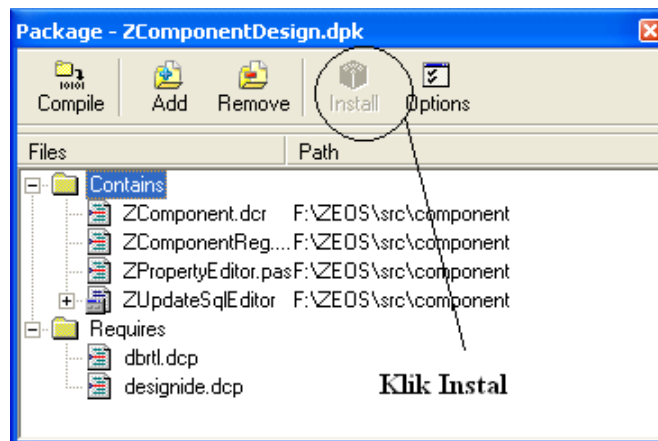 Package - ZComponentDesign.dpk
Compile Add Remove Install Options
Files Path
Contains
ZComponent.dcr F:\ZEOS\src\component
ZComponentReg.... F:\ZEOS\src\component
ZPropertyEditor.pas F:\ZEOS\src\component
ZUpdateSqlEditor F:\ZEOS\src\component
Requires
dbrtl.dcp
designide.dcp
Klik Instal